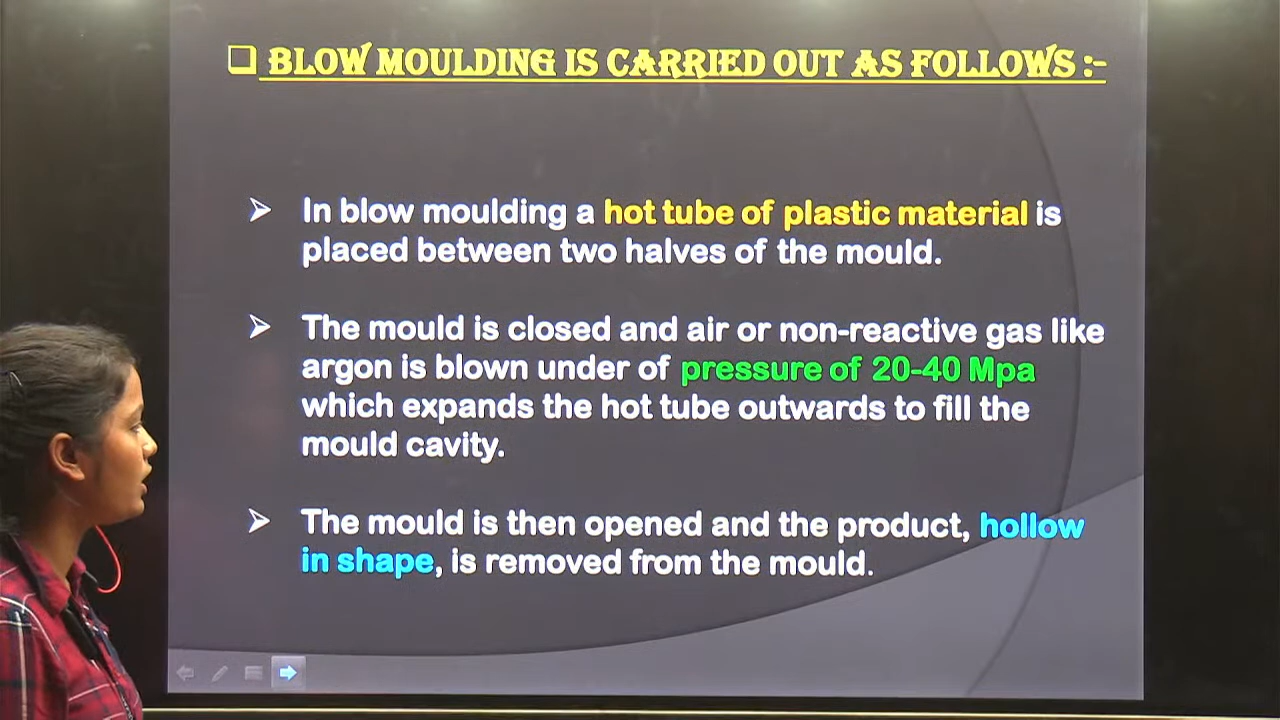 ❑ BLOW MOULDING IS CARRIED OUT AS FOLLOWS :-
➢ In blow moulding a hot tube of plastic material is
placed between two halves of the mould.
➢ The mould is closed and air or non-reactive gas like
argon is blown under of pressure of 20-40 Mpa
which expands the hot tube outwards to fill the
mould cavity.
➢ The mould is then opened and the product, hollow
in shape, is removed from the mould.